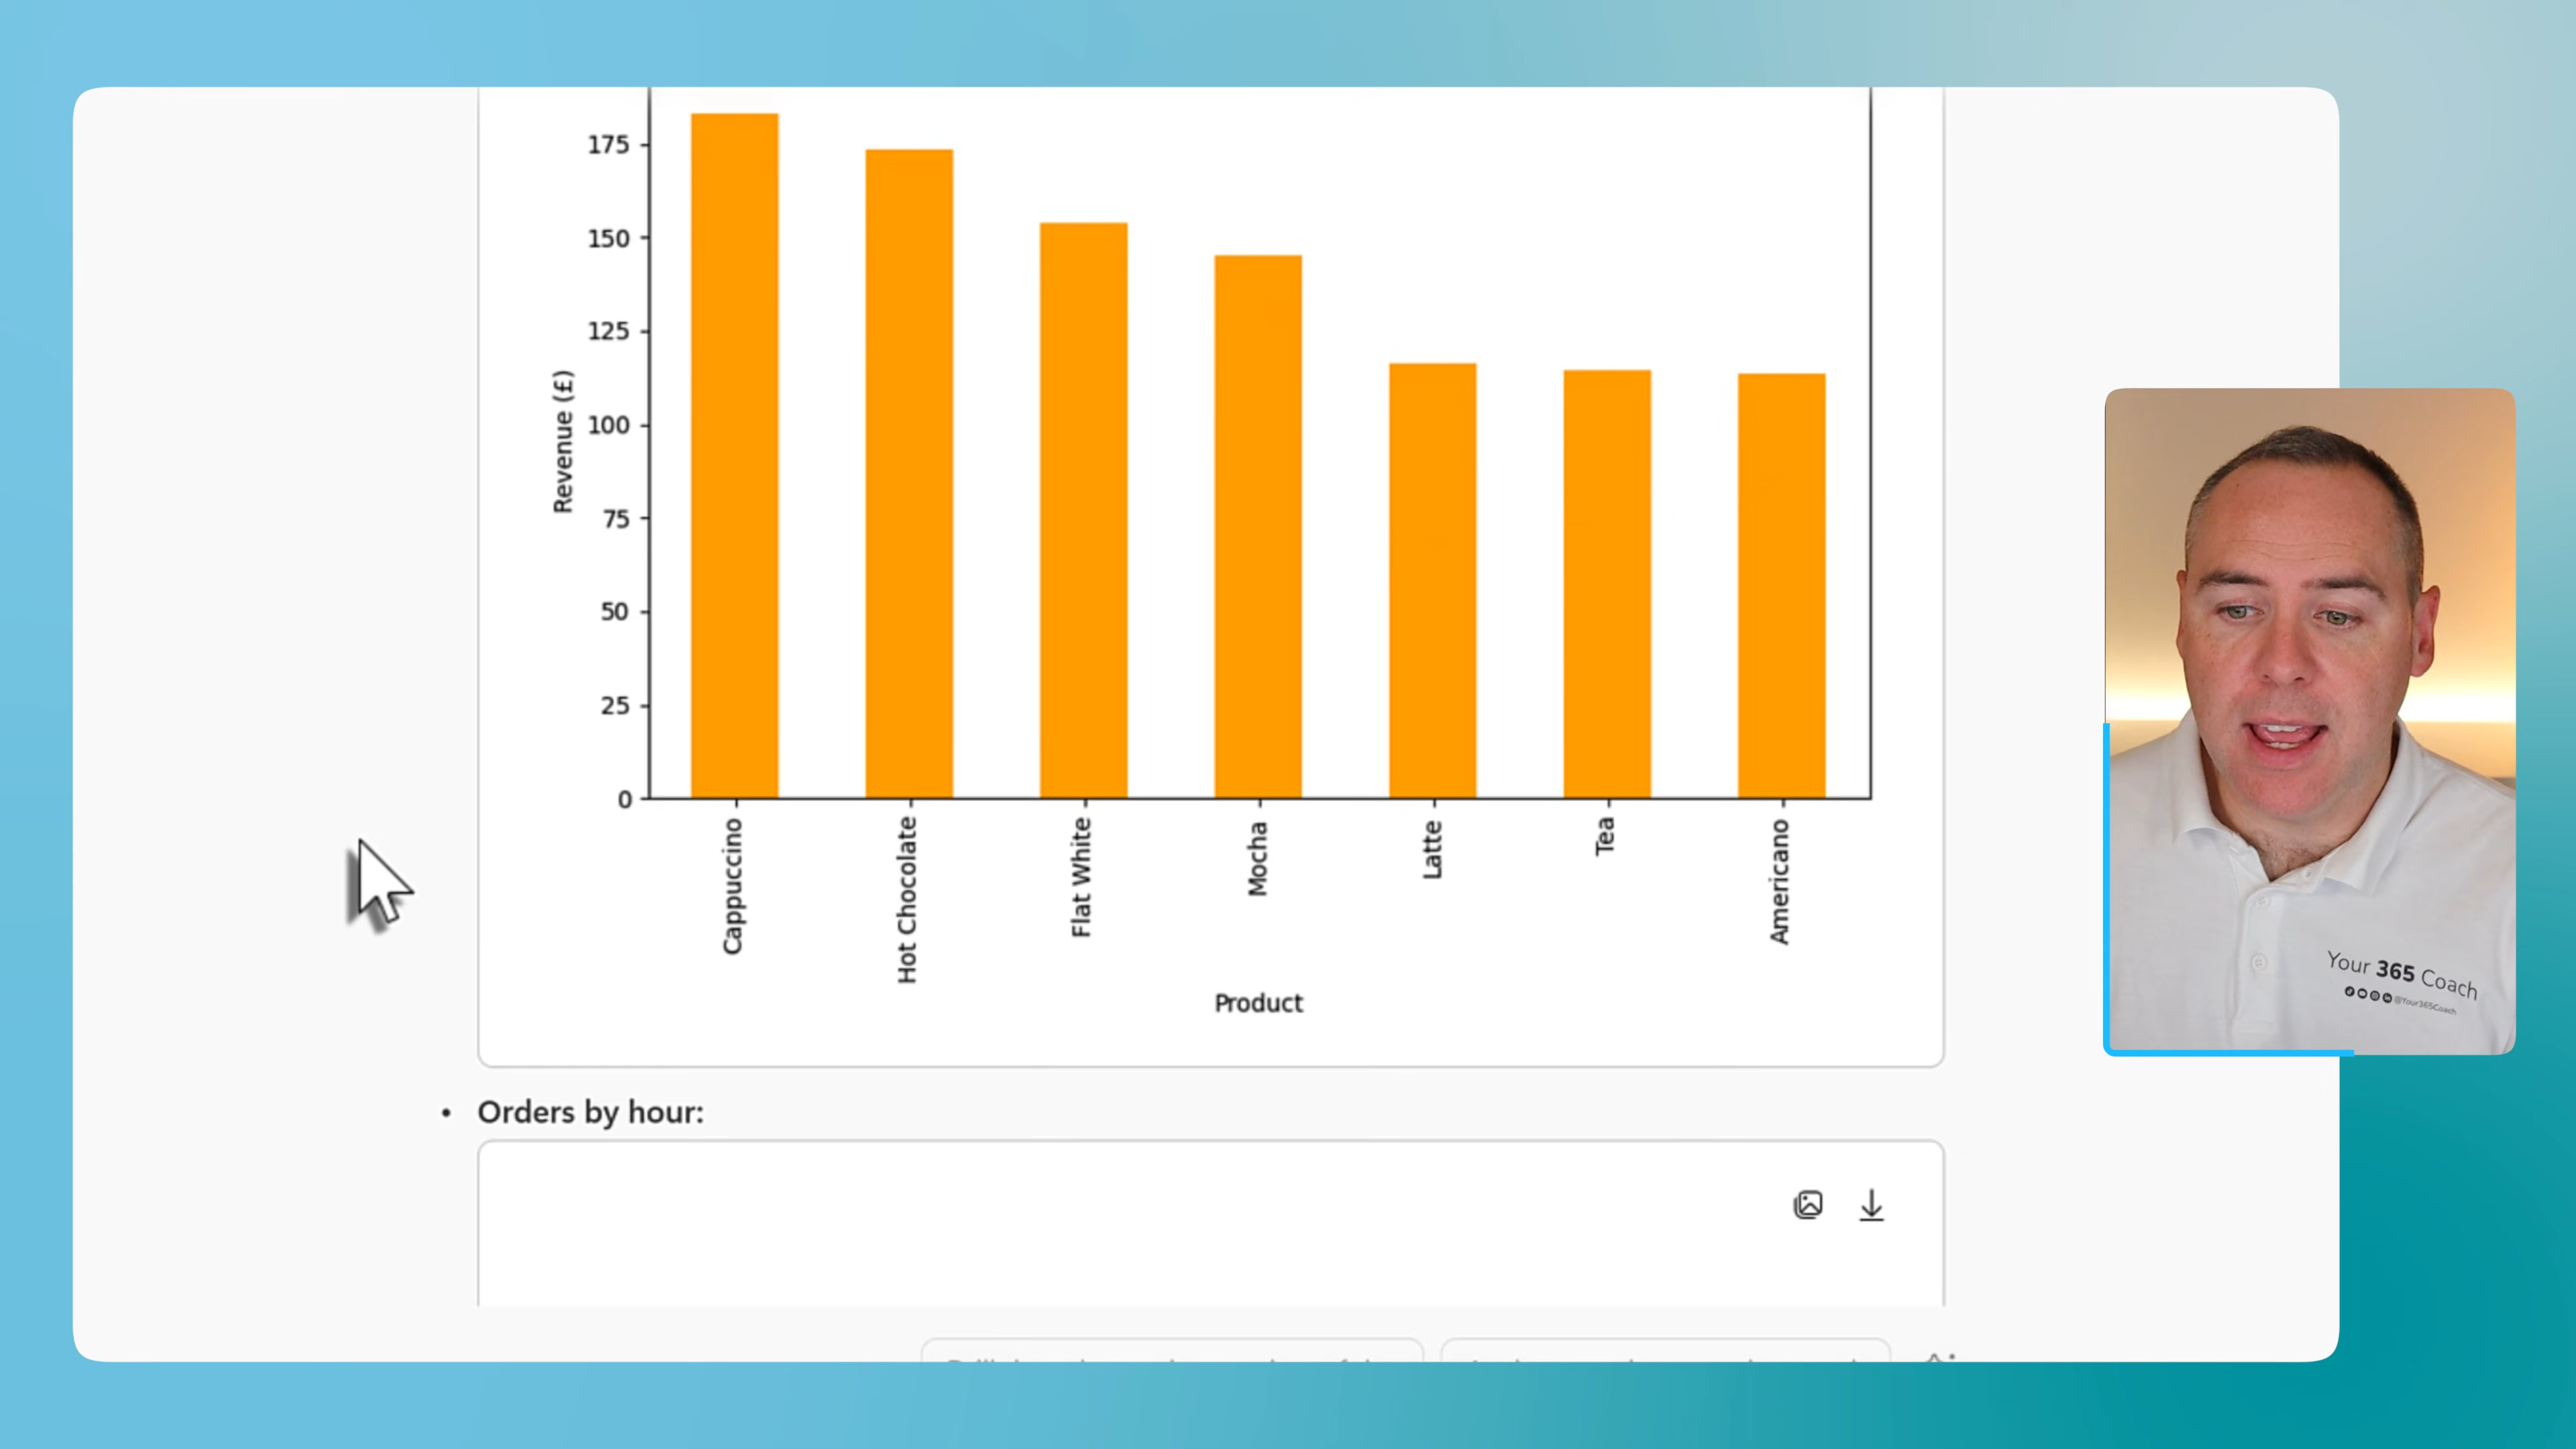 175
150
125
100
75
50
25
0
Revenue (£)
Cappuccino
Hot Chocolate
Flat White
Mocha
Latte
Tea
Americano
Product
• Orders by hour:
Your 365 Coach
@Your365Coach